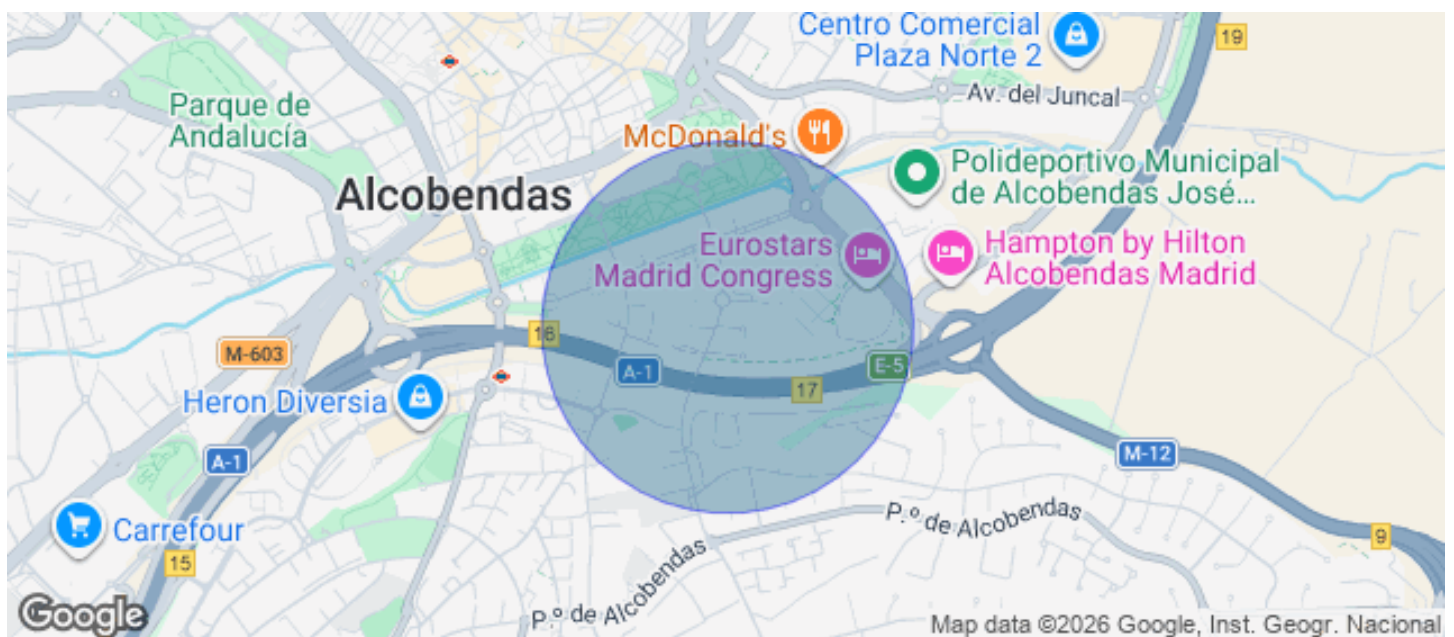 Centro Comercial
Plaza Norte 2
19
Av. del Juncal
Parque de
Andalucía
McDonald's
Polideportivo Municipal
de Alcobendas José...
Alcobendas
Eurostars
Madrid Congress
Hampton by Hilton
Alcobendas Madrid
16
M-603
A-1
E-5
17
Heron Diversia
A-1
M-12
Carrefour
15
P.º de Alcobendas
9
P.º de Alcobendas
Google
Map data ©2026 Google, Inst. Geogr. Nacional